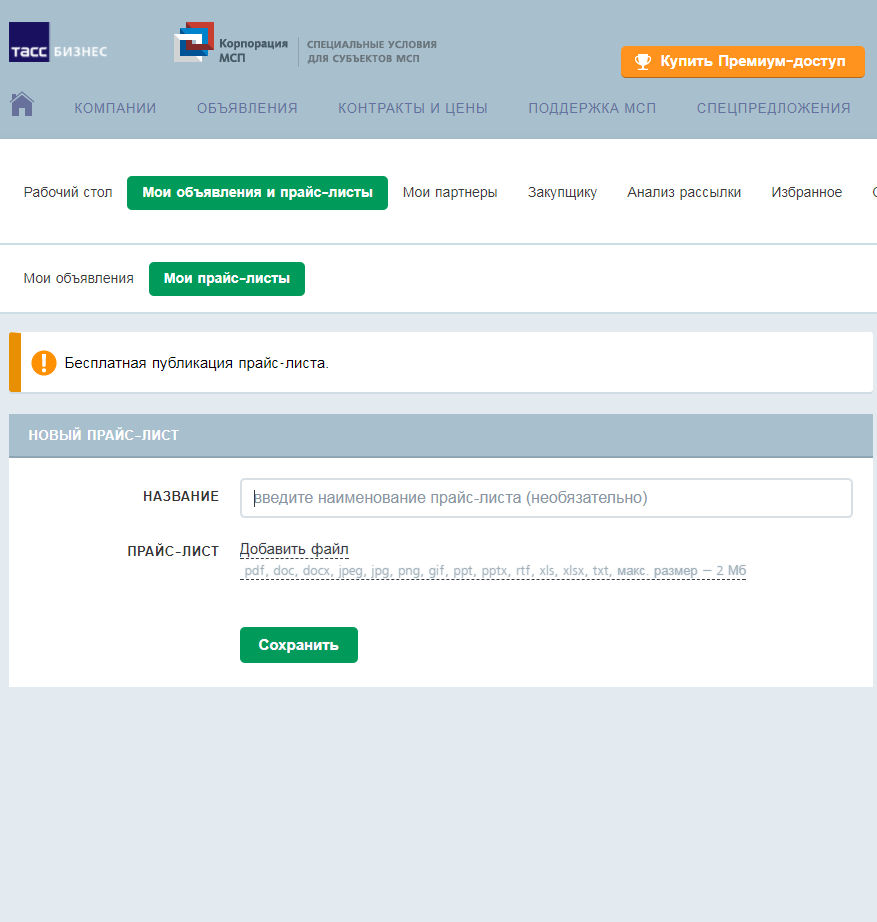 тасс БИЗНЕС
Корпорация
МСП
СПЕЦИАЛЬНЫЕ УСЛОВИЯ
ДЛЯ СУБЪЕКТОВ МСП
Купить Премиум-доступ
КОМПАНИИ ОБЪЯВЛЕНИЯ КОНТРАКТЫ И ЦЕНЫ ПОДДЕРЖКА МСП СПЕЦПРЕДЛОЖЕНИЯ
Рабочий стол Мои объявления и прайс-листы Мои партнеры Закупщику Анализ рассылки Избранное
Мои объявления Мои прайс-листы
Бесплатная публикация прайс-листа.
НОВЫЙ ПРАЙС-ЛИСТ
НАЗВАНИЕ введите наименование прайс-листа (необязательно)
ПРАЙС-ЛИСТ Добавить файл
pdf, doc, docx, jpeg, jpg, png, gif, ppt, pptx, rtf, xls, xlsx, txt, макс. размер — 2 Мб
Сохранить